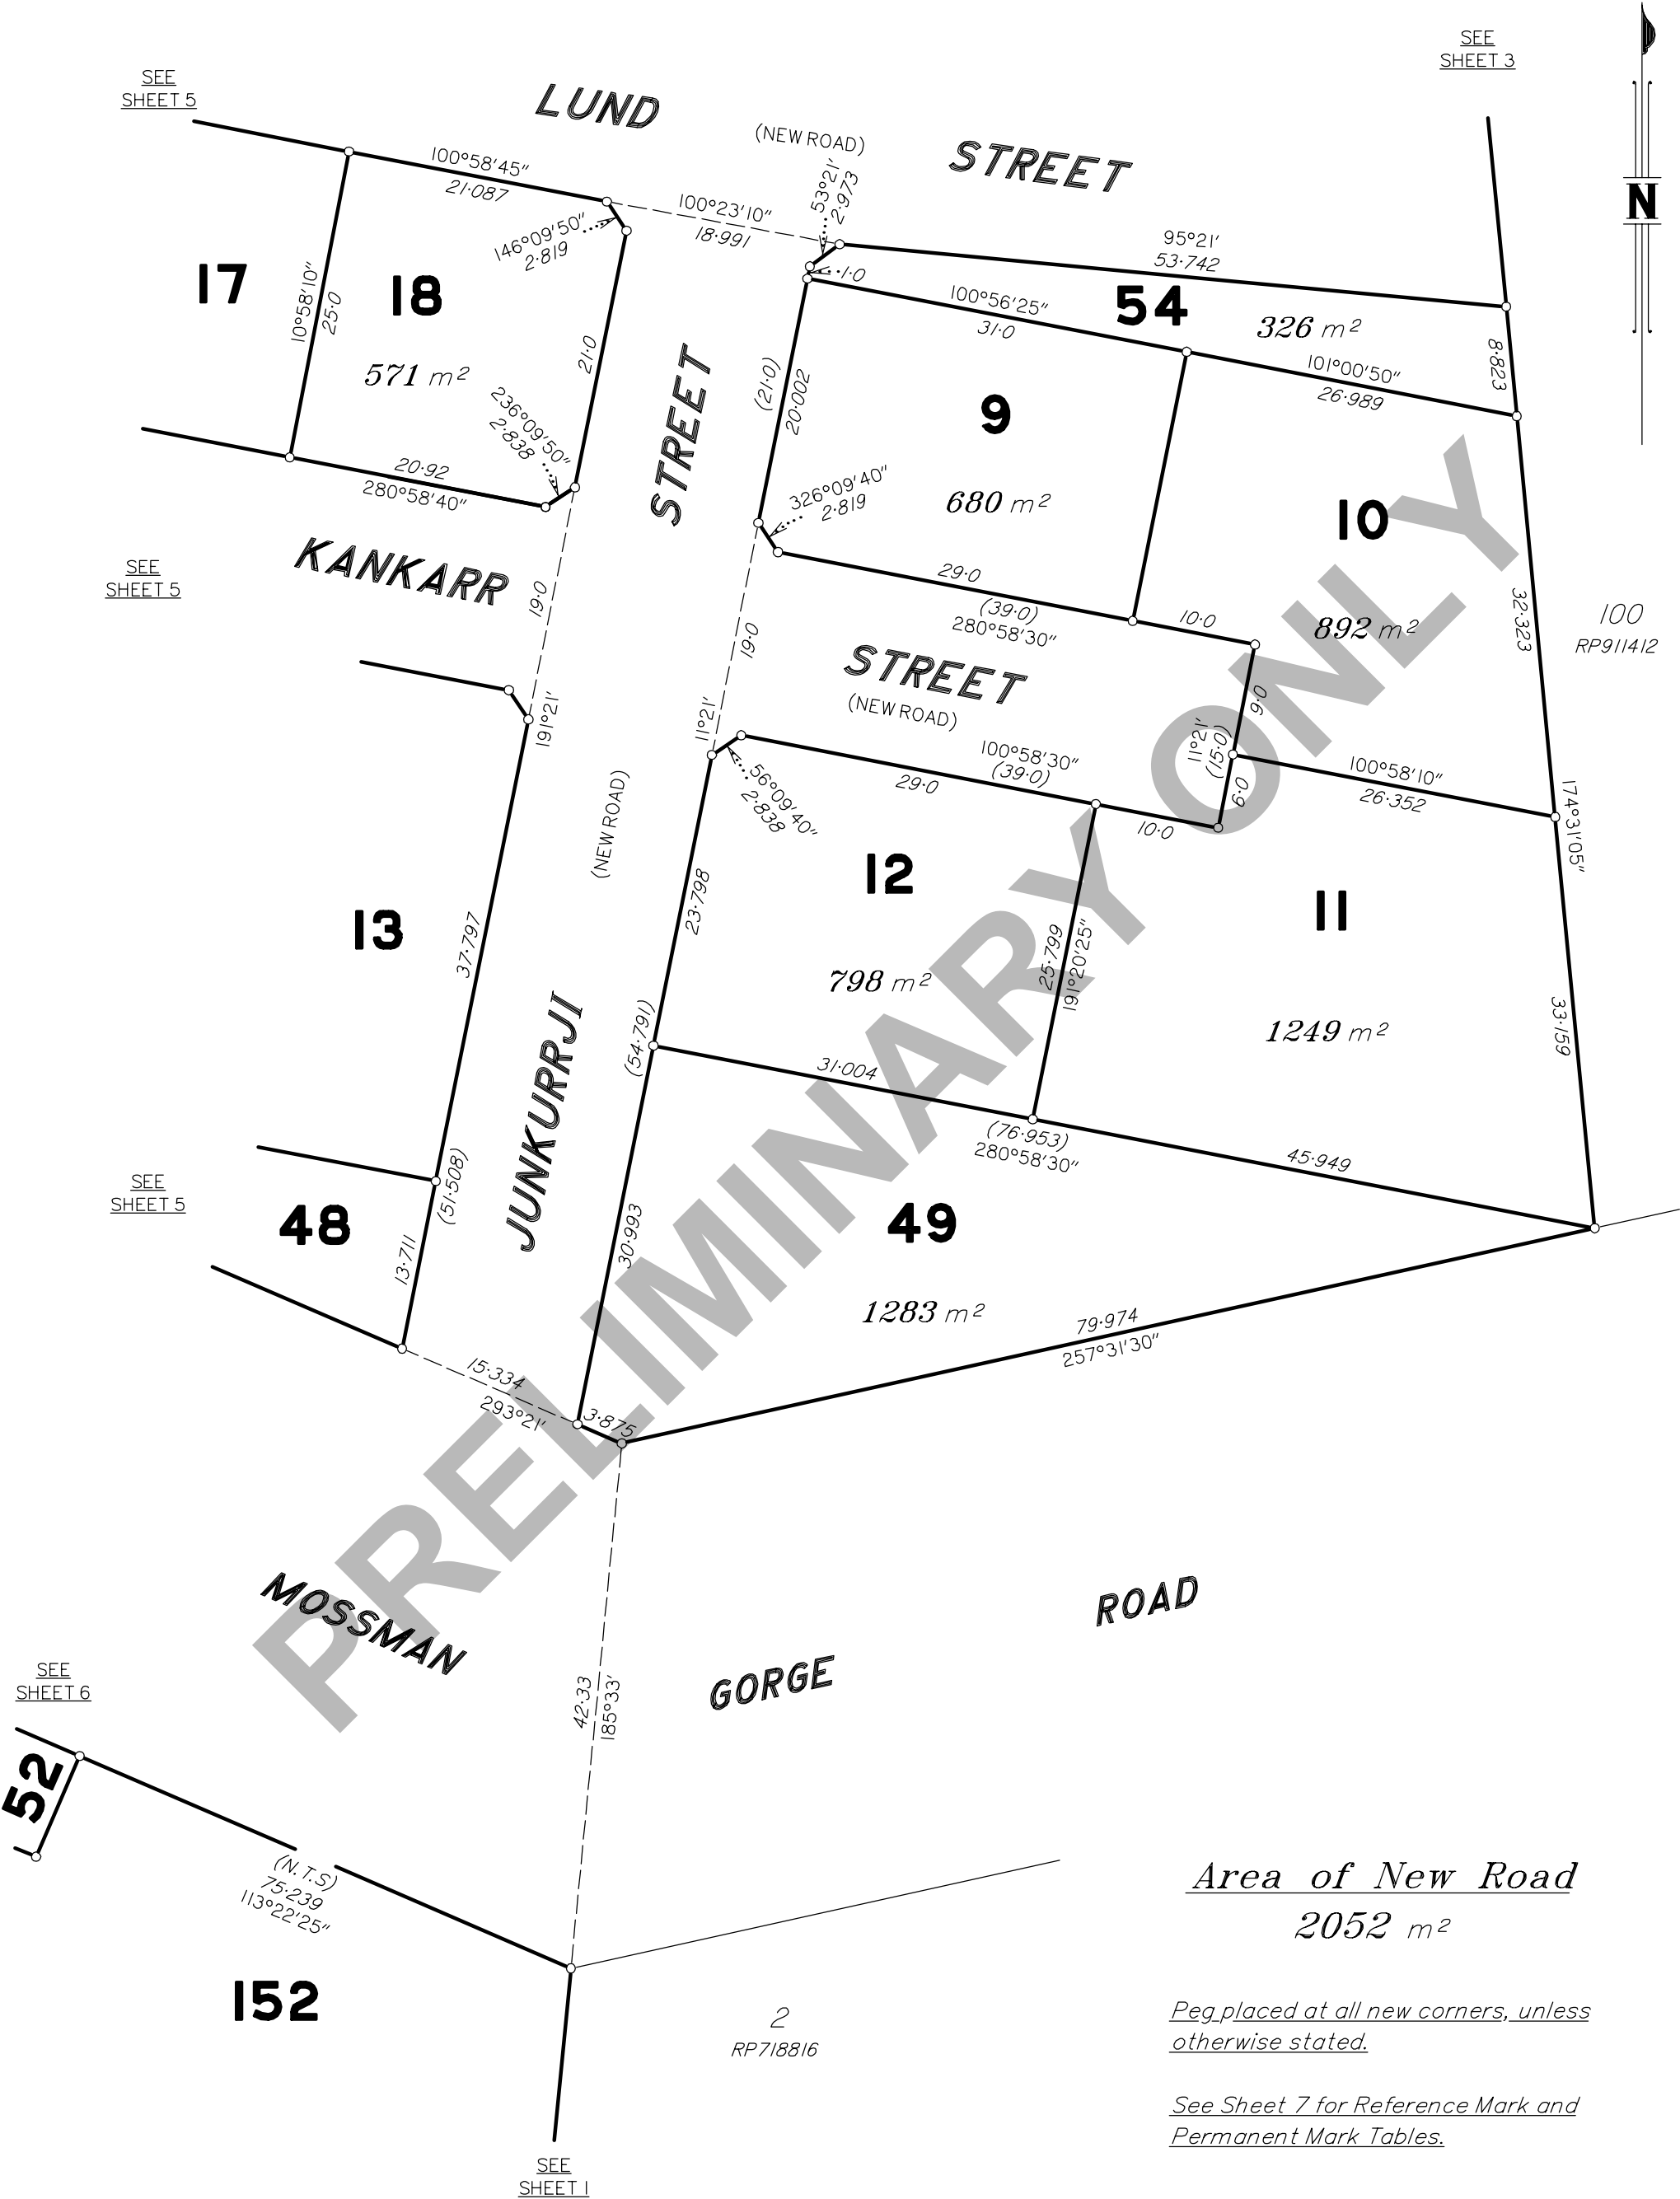 SEE
SHEET 3
SEE
SHEET 5
LUND
(NEW ROAD)
STREET
N
100°58'45"
21·087
53°21'
2·973
100°23'10"
18·991
146°09'50"
2·819
95°21'
53·742
1·0
17
18
10°58'10"
25·0
571 m²
21·0
100°56'25"
31·0
54
326 m²
8·823
101°00'50"
26·989
(21·0)
20·002
STREET
9
680 m²
236°09'50"
2·838
20·92
280°58'40"
326°09'40"
2·819
10
892 m²
32·323
100
RP911412
KANKARR
SEE
SHEET 5
19·0
19·0
29·0
(39·0)
280°58'30"
10·0
STREET
(NEW ROAD)
9·0
11°21'
(15·0)
6·0
191°21'
11°21'
100°58'30"
(39·0)
29·0
10·0
56°09'40"
2·838
100°58'10"
26·352
174°31'05"
(NEW ROAD)
13
37·797
23·798
12
798 m²
25·799
191°20'25"
11
1249 m²
33·159
JUNKURRJI
(54·791)
31·004
(76·953)
280°58'30"
45·949
SEE
SHEET 5
48
(51·508)
13·711
30·993
49
1283 m²
79·974
257°31'30"
15·334
293°21'
3·875
PRELIMINARY ONLY
MOSSMAN
GORGE
ROAD
42·33
185°33'
SEE
SHEET 6
52
(N.T.S)
75·239
113°22'25"
152
2
RP718816
SEE
SHEET 1
Area of New Road
2052 m²
Peg placed at all new corners, unless
otherwise stated.
See Sheet 7 for Reference Mark and
Permanent Mark Tables.